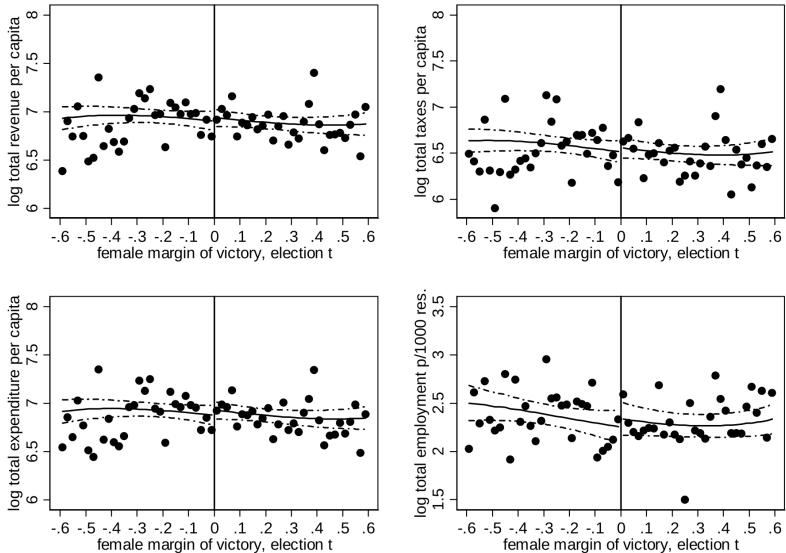 log total revenue per capita
8
7.5
7
6.5
6
-.6 -.5 -.4 -.3 -.2 -.1 0 .1 .2 .3 .4 .5 .6
female margin of victory, election t
log total taxes per capita
8
7.5
7
6.5
6
-.6 -.5 -.4 -.3 -.2 -.1 0 .1 .2 .3 .4 .5 .6
female margin of victory, election t
log total expenditure per capita
8
7.5
7
6.5
6
-.6 -.5 -.4 -.3 -.2 -.1 0 .1 .2 .3 .4 .5 .6
female margin of victory, election t
log total employment p/1000 res.
3.5
3
2.5
2
1.5
-.6 -.5 -.4 -.3 -.2 -.1 0 .1 .2 .3 .4 .5 .6
female margin of victory, election t